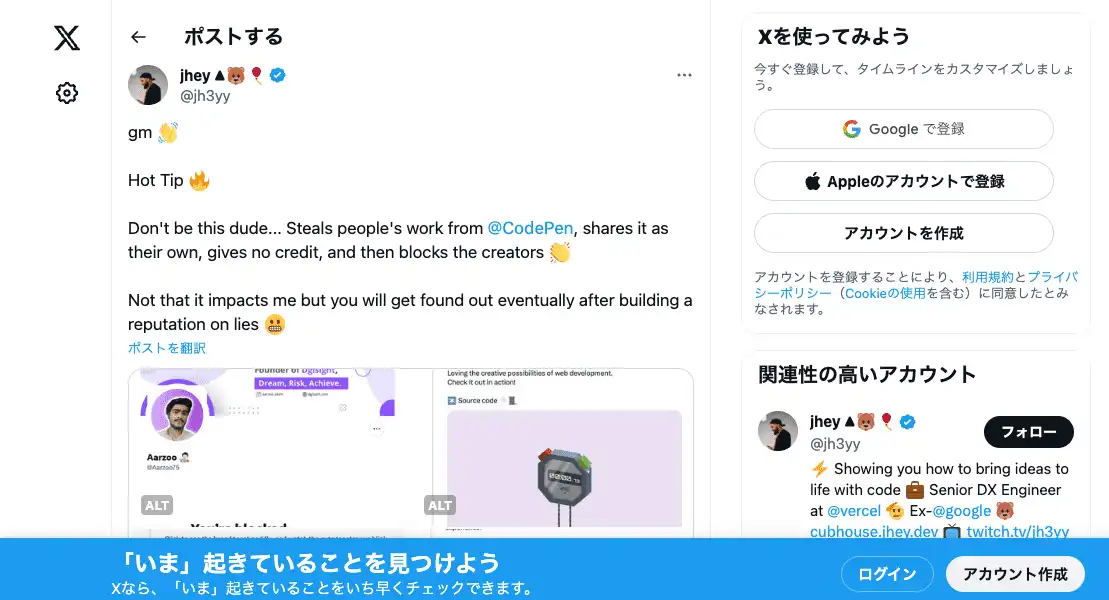 ポストする
jhey
@jh3yy
gm
Hot Tip
Don't be this dude... Steals people's work from @CodePen, shares it as
their own, gives no credit, and then blocks the creators
Not that it impacts me but you will get found out eventually after building a
reputation on lies
ポストを翻訳
Founder of Dgisight,
Dream, Risk, Achieve.
Aarzoo
@Aarzoo75
ALT
You're blocked
Loving the creative possibilities of web development.
Check it out in action!
Source code
ALT
Xを使ってみよう
今すぐ登録して、タイムラインをカスタマイズしましょ
う。
Google で登録
Appleのアカウントで登録
アカウントを作成
アカウントを登録することにより、利用規約とプライバ
シーポリシー（Cookieの使用を含む）に同意したとみ
なされます。
関連性の高いアカウント
jhey
@jh3yy
フォロー
Showing you how to bring ideas to
life with code Senior DX Engineer
at @vercel Ex-@google
cubhouse.jhey.dev twitch.tv/jh3yy
「いま」起きていることを見つけよう
Xなら、「いま」起きていることをいち早くチェックできます。
ログイン
アカウント作成